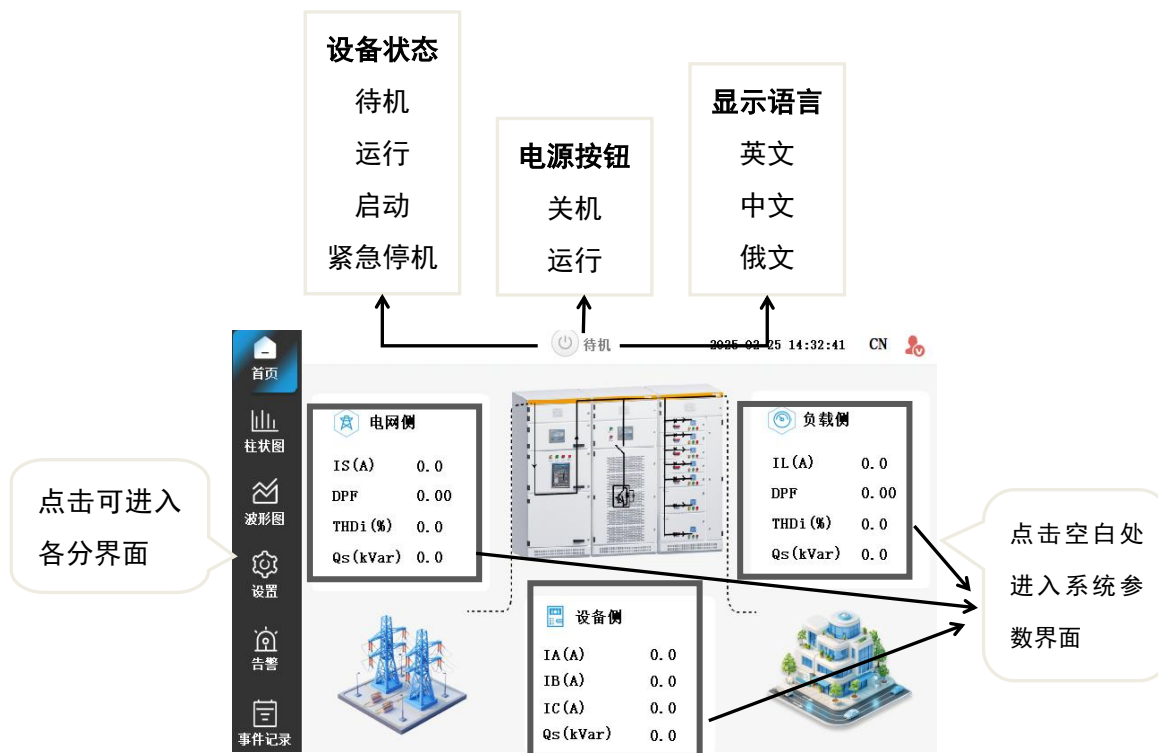 设备状态
待机
运行
启动
紧急停机
电源按钮
关机
运行
显示语言
英文
中文
俄文
待机
2025-02-25 14:32:41 CN
首页
柱状图
波形图
设置
告警
事件记录
点击可进入
各分界面
电网侧
IS(A) 0.0
DPF 0.00
THDi(%) 0.0
Qs(kVar) 0.0
负载侧
IL(A) 0.0
DPF 0.00
THDi(%) 0.0
Qs(kVar) 0.0
设备侧
IA(A) 0.0
IB(A) 0.0
IC(A) 0.0
Qs(kVar) 0.0
点击空白处
进入系统参
数界面